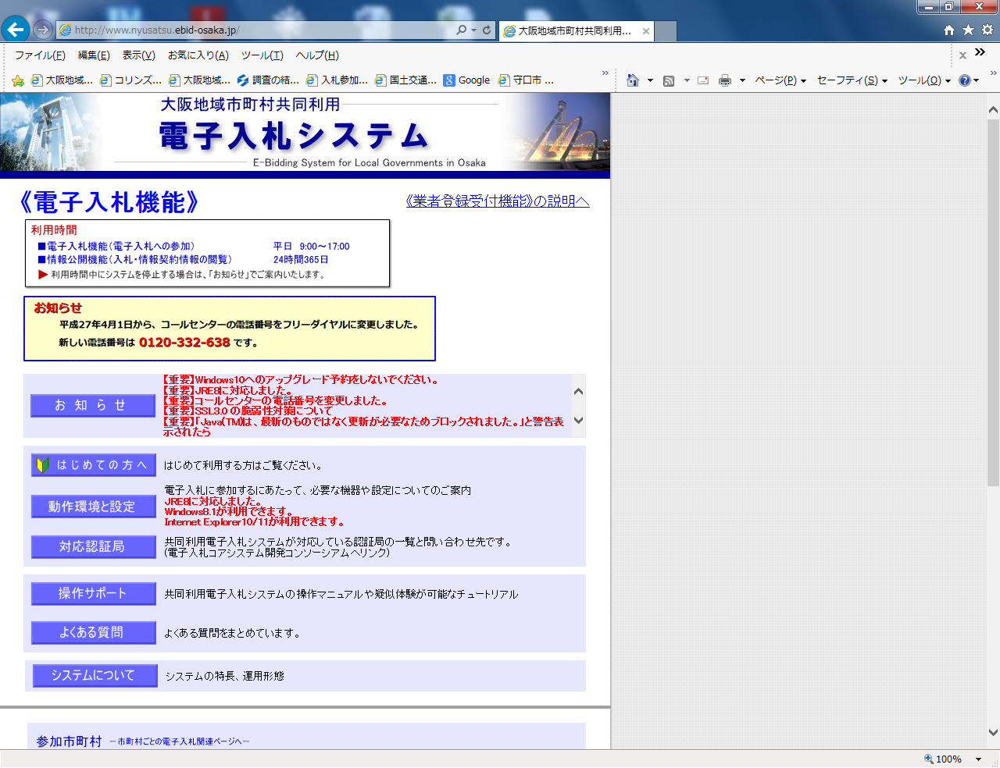 http://www.nyusatsu.ebid-osaka.jp/
大阪地域市町村共同利用...
ファイル(F) 編集(E) 表示(V) お気に入り(A) ツール(T) ヘルプ(H)
大阪地域... コリンズ... 大阪地域... 調査の結... 入札参加... 国土交通... Google 守口市 ...
ページ(P) セーフティ(S) ツール(O)
大阪地域市町村共同利用
電子入札システム
E-Bidding System for Local Governments in Osaka
《電子入札機能》
《業者登録受付機能》の説明へ
利用時間
■電子入札機能（電子入札への参加） 平日 9:00～17:00
■情報公開機能（入札・情報契約情報の閲覧） 24時間365日
▶ 利用時間中にシステムを停止する場合は、「お知らせ」でご案内いたします。
お知らせ
平成27年4月1日から、コールセンターの電話番号をフリーダイヤルに変更しました。
新しい電話番号は 0120-332-638 です。
お知らせ
【重要】Windows10へのアップグレード予約をしないでください。
【重要】JRE8に対応しました。
【重要】コールセンターの電話番号を変更しました。
【重要】SSL3.0 の脆弱性対策について
【重要】「Java(TM)は、最新のものではなく更新が必要なためブロックされました。」と警告表
示されたら
はじめての方へ
はじめて利用する方はご覧ください。
動作環境と設定
電子入札に参加するにあたって、必要な機器や設定についてのご案内
JRE8に対応しました。
Windows8.1が利用できます。
Internet Explorer10/11が利用できます。
対応認証局
共同利用電子入札システムが対応している認証局の一覧と問い合わせ先です。
(電子入札コアシステム開発コンソーシアムへリンク)
操作サポート
共同利用電子入札システムの操作マニュアルや疑似体験が可能なチュートリアル
よくある質問
よくある質問をまとめています。
システムについて
システムの特長、運用形態
参加市町村 －市町村ごとの電子入札関連ページへ－
100%